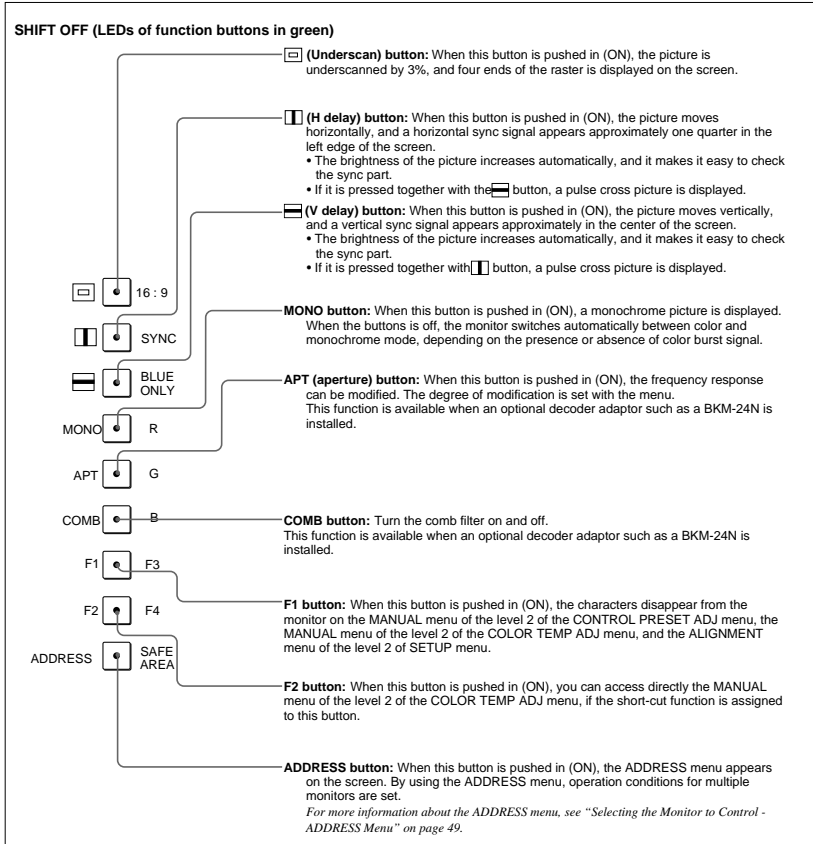 SHIFT OFF (LEDs of function buttons in green)
(Underscan) button: When this button is pushed in (ON), the picture is
underscanned by 3%, and four ends of the raster is displayed on the screen.
(H delay) button: When this button is pushed in (ON), the picture moves
horizontally, and a horizontal sync signal appears approximately one quarter in the
left edge of the screen.
• The brightness of the picture increases automatically, and it makes it easy to check
the sync part.
• If it is pressed together with the button, a pulse cross picture is displayed.
(V delay) button: When this button is pushed in (ON), the picture moves vertically,
and a vertical sync signal appears approximately in the center of the screen.
• The brightness of the picture increases automatically, and it makes it easy to check
the sync part.
• If it is pressed together with button, a pulse cross picture is displayed.
16 : 9
SYNC
BLUE
ONLY
MONO R
APT G
COMB B
F1 F3
F2 F4
ADDRESS SAFE
AREA
MONO button: When this button is pushed in (ON), a monochrome picture is displayed.
When the buttons is off, the monitor switches automatically between color and
monochrome mode, depending on the presence or absence of color burst signal.
APT (aperture) button: When this button is pushed in (ON), the frequency response
can be modified. The degree of modification is set with the menu.
This function is available when an optional decoder adaptor such as a BKM-24N is
installed.
COMB button: Turn the comb filter on and off.
This function is available when an optional decoder adaptor such as a BKM-24N is
installed.
F1 button: When this button is pushed in (ON), the characters disappear from the
monitor on the MANUAL menu of the level 2 of the CONTROL PRESET ADJ menu, the
MANUAL menu of the level 2 of the COLOR TEMP ADJ menu, and the ALIGNMENT
menu of the level 2 of SETUP menu.
F2 button: When this button is pushed in (ON), you can access directly the MANUAL
menu of the level 2 of the COLOR TEMP ADJ menu, if the short-cut function is assigned
to this button.
ADDRESS button: When this button is pushed in (ON), the ADDRESS menu appears
on the screen. By using the ADDRESS menu, operation conditions for multiple
monitors are set.
For more information about the ADDRESS menu, see “Selecting the Monitor to Control -
ADDRESS Menu” on page 49.